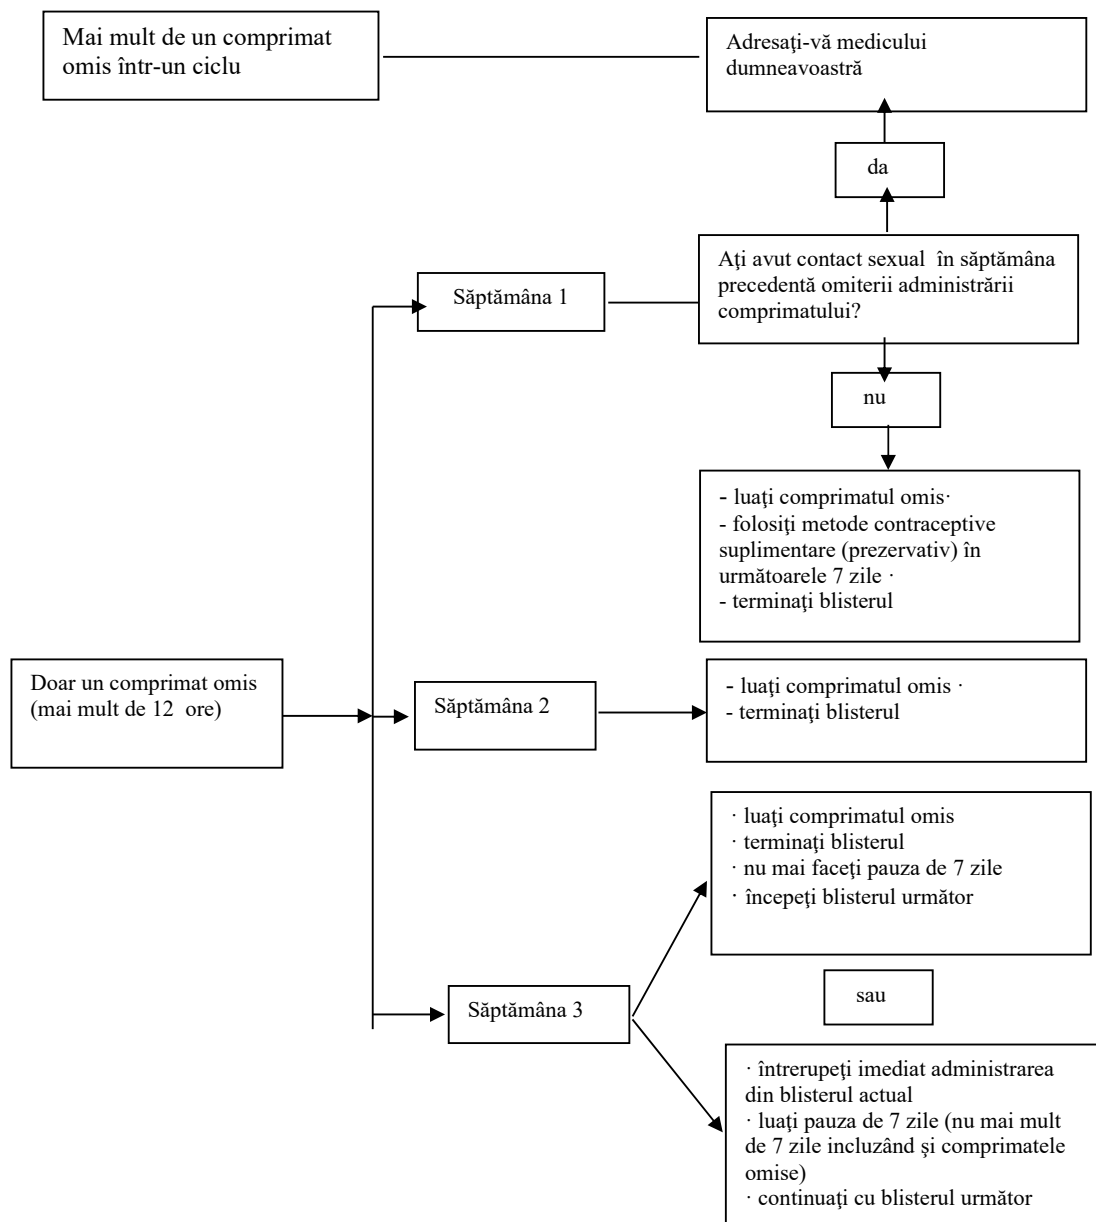 Mai mult de un comprimat
omis într-un ciclu
Adresaţi-vă medicului
dumneavoastră
da
Aţi avut contact sexual în săptămâna
precedentă omiterii administrării
comprimatului?
Săptămâna 1
nu
- luaţi comprimatul omis·
- folosiţi metode contraceptive
suplimentare (prezervativ) în
următoarele 7 zile ·
- terminaţi blisterul
Doar un comprimat omis
(mai mult de 12 ore)
Săptămâna 2
- luaţi comprimatul omis ·
- terminaţi blisterul
· luaţi comprimatul omis
· terminaţi blisterul
· nu mai faceţi pauza de 7 zile
· începeţi blisterul următor
Săptămâna 3
sau
· întrerupeţi imediat administrarea
din blisterul actual
· luaţi pauza de 7 zile (nu mai mult
de 7 zile incluzând şi comprimatele
omise)
· continuaţi cu blisterul următor